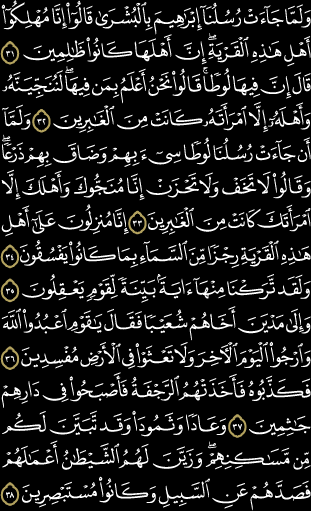 وَلَمَّا جَآءَتْ رُسُلُنَآ إِبْرَٰهِيمَ بِٱلْبُشْرَىٰ قَالُوٓا۟ إِنَّا مُهْلِكُوٓا۟
أَهْلِ هَٰذِهِ ٱلْقَرْيَةِ ۖ إِنَّ أَهْلَهَا كَانُوا۟ ظَٰلِمِينَ ٣١
قَالَ إِنَّ فِيهَا لُوطًا ۚ قَالُوا۟ نَحْنُ أَعْلَمُ بِمَن فِيهَا ۖ لَنُنَجِّيَنَّهُۥ
وَأَهْلَهُۥٓ إِلَّا ٱمْرَأَتَهُۥ كَانَتْ مِنَ ٱلْغَٰبِرِينَ ٣٢ وَلَمَّآ
أَن جَآءَتْ رُسُلُنَا لُوطًا سِىٓءَ بِهِمْ وَضَاقَ بِهِمْ ذَرْعًا ۖ
وَقَالُوا۟ لَا تَخَفْ وَلَا تَحْزَنْ ۖ إِنَّا مُنَجُّوكَ وَأَهْلَكَ إِلَّا
ٱمْرَأَتَكَ كَانَتْ مِنَ ٱلْغَٰبِرِينَ ٣٣ إِنَّا مُنزِلُونَ عَلَىٰٓ أَهْلِ
هَٰذِهِ ٱلْقَرْيَةِ رِجْزًا مِّنَ ٱلسَّمَآءِ بِمَا كَانُوا۟ يَفْسُقُونَ ٣٤
وَلَقَد تَّرَكْنَا مِنْهَآ ءَايَةًۢ بَيِّنَةً لِّقَوْمٍ يَعْقِلُونَ ٣٥
وَإِلَىٰ مَدْيَنَ أَخَاهُمْ شُعَيْبًا فَقَالَ يَٰقَوْمِ ٱعْبُدُوا۟ ٱللَّهَ
وَٱرْجُوا۟ ٱلْيَوْمَ ٱلْءَاخِرَ وَلَا تَعْثَوْا۟ فِى ٱلْأَرْضِ مُفْسِدِينَ ٣٦
فَكَذَّبُوهُ فَأَخَذَتْهُمُ ٱلرَّجْفَةُ فَأَصْبَحُوا۟ فِى دَارِهِمْ
جَٰثِمِينَ ٣٧ وَعَادًا وَثَمُودَا۟ وَقَد تَّبَيَّنَ لَكُم
مِّن مَّسَٰكِنِهِمْ ۖ وَزَيَّنَ لَهُمُ ٱلشَّيْطَٰنُ أَعْمَٰلَهُمْ
فَصَدَّهُمْ عَنِ ٱلسَّبِيلِ وَكَانُوا۟ مُسْتَبْصِرِينَ ٣٨